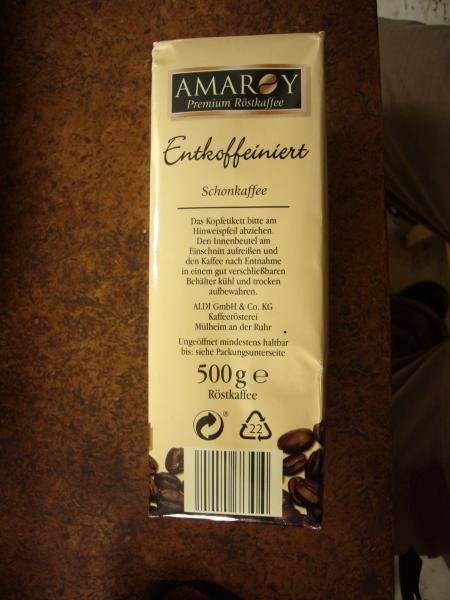 AMAROY
Premium Röstkaffee
Entkoffeiniert
Schonkaffee
Das Kopfetikett bitte am
Hinweispfeil abziehen.
Den Innenbeutel am
Einschnitt aufreißen und
den Kaffee nach Entnahme
in einem gut verschließbaren
Behälter kühl und trocken
aufbewahren.
ALDI GmbH & Co. KG
Kaffeerösterei
Mülheim an der Ruhr
Ungeöffnet mindestens haltbar
bis: siehe Packungsunterseite
500 g ℮
Röstkaffee
®
22